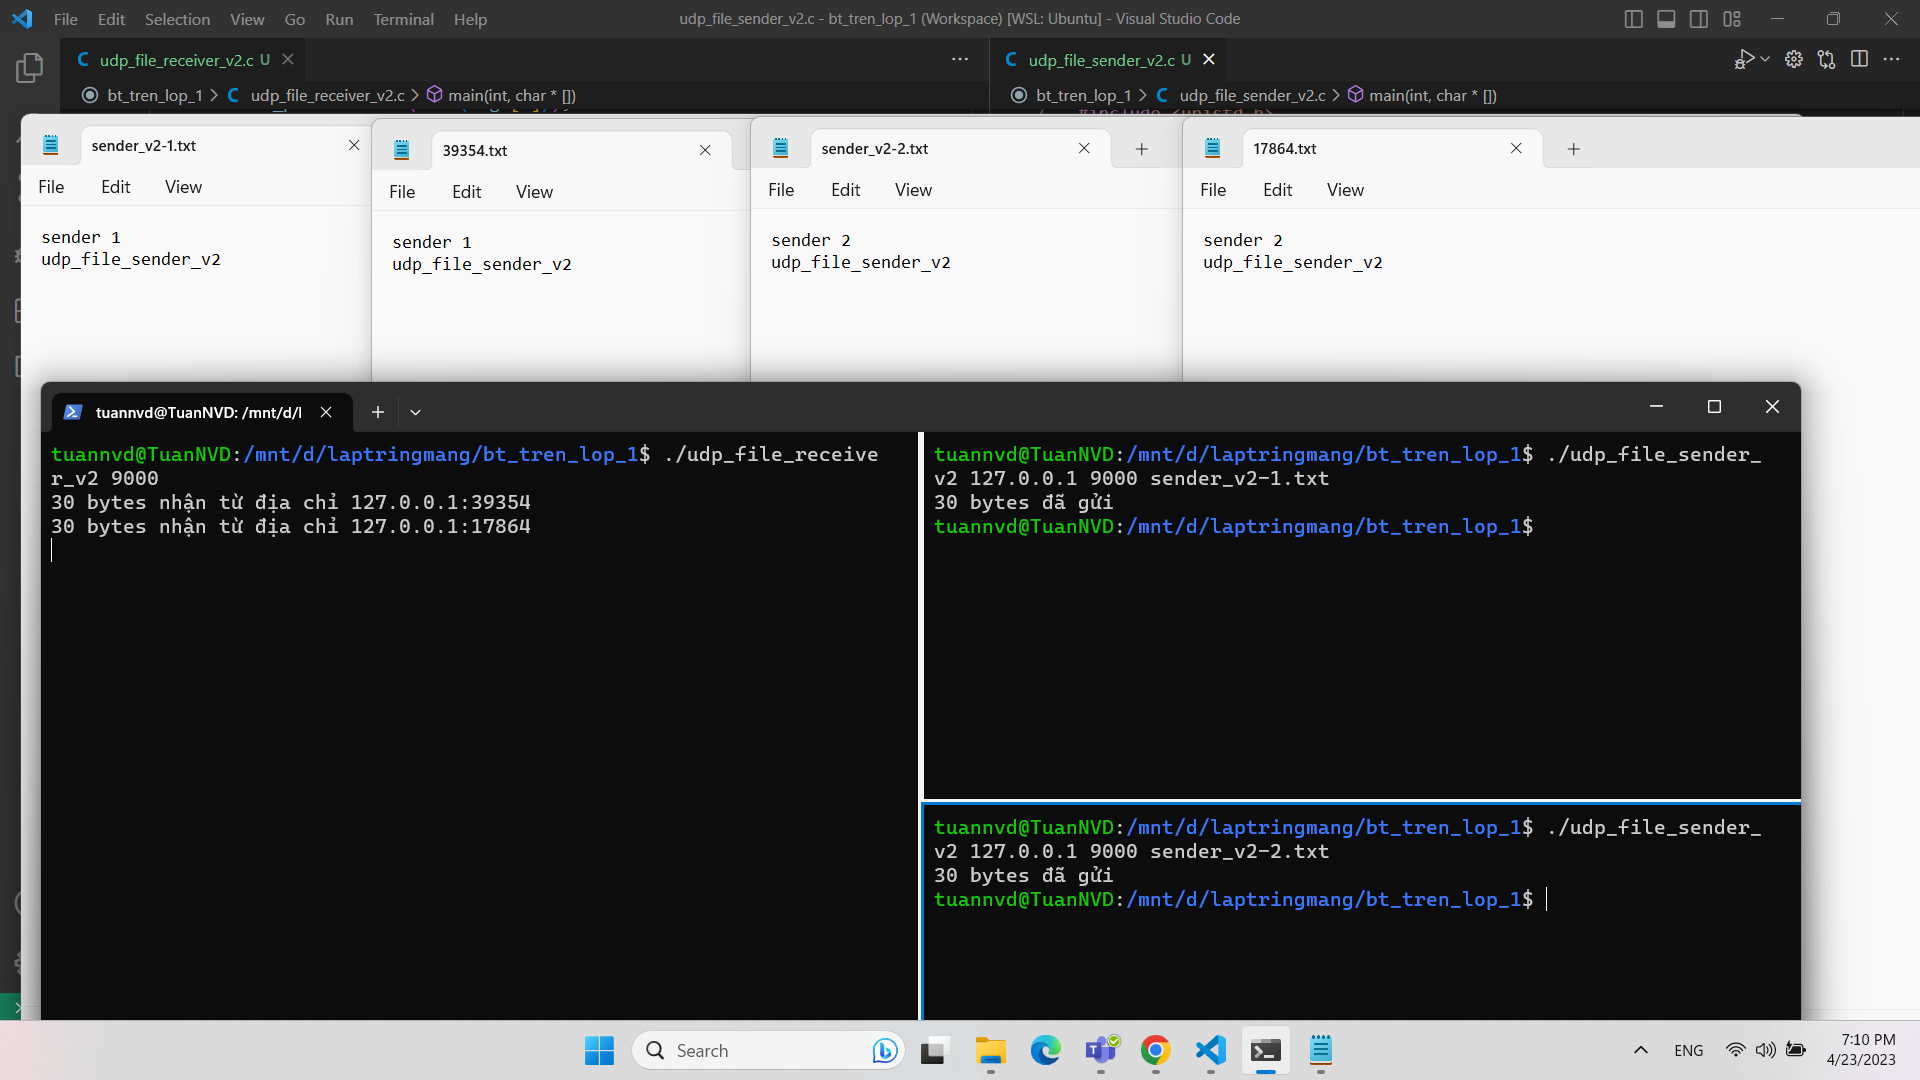 File Edit Selection View Go Run Terminal Help
udp_file_sender_v2.c - bt_tren_lop_1 (Workspace) [WSL: Ubuntu] - Visual Studio Code
udp_file_receiver_v2.c U
bt_tren_lop_1 > C udp_file_receiver_v2.c > main(int, char * [])
udp_file_sender_v2.c U
bt_tren_lop_1 > C udp_file_sender_v2.c > main(int, char * [])
sender_v2-1.txt
File Edit View
sender 1
udp_file_sender_v2
39354.txt
File Edit View
sender 1
udp_file_sender_v2
sender_v2-2.txt
File Edit View
sender 2
udp_file_sender_v2
17864.txt
File Edit View
sender 2
udp_file_sender_v2
tuannvd@TuanNVD: /mnt/d/l
tuannvd@TuanNVD:/mnt/d/laptringmang/bt_tren_lop_1$ ./udp_file_receive
r_v2 9000
30 bytes nhận từ địa chỉ 127.0.0.1:39354
30 bytes nhận từ địa chỉ 127.0.0.1:17864
tuannvd@TuanNVD:/mnt/d/laptringmang/bt_tren_lop_1$ ./udp_file_sender_
v2 127.0.0.1 9000 sender_v2-1.txt
30 bytes đã gửi
tuannvd@TuanNVD:/mnt/d/laptringmang/bt_tren_lop_1$
tuannvd@TuanNVD:/mnt/d/laptringmang/bt_tren_lop_1$ ./udp_file_sender_
v2 127.0.0.1 9000 sender_v2-2.txt
30 bytes đã gửi
tuannvd@TuanNVD:/mnt/d/laptringmang/bt_tren_lop_1$
Search
ENG
7:10 PM
4/23/2023